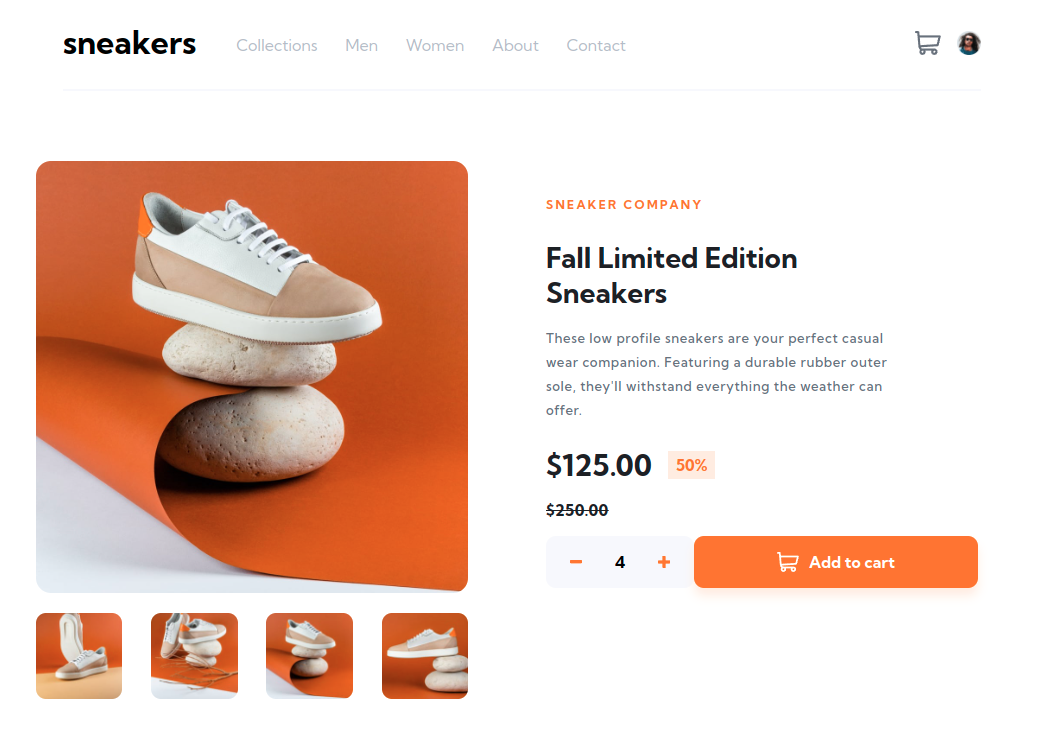 sneakers Collections Men Women About Contact
SNEAKER COMPANY
Fall Limited Edition
Sneakers
These low profile sneakers are your perfect casual
wear companion. Featuring a durable rubber outer
sole, they'll withstand everything the weather can
offer.
$125.00 50%
$250.00
4 Add to cart